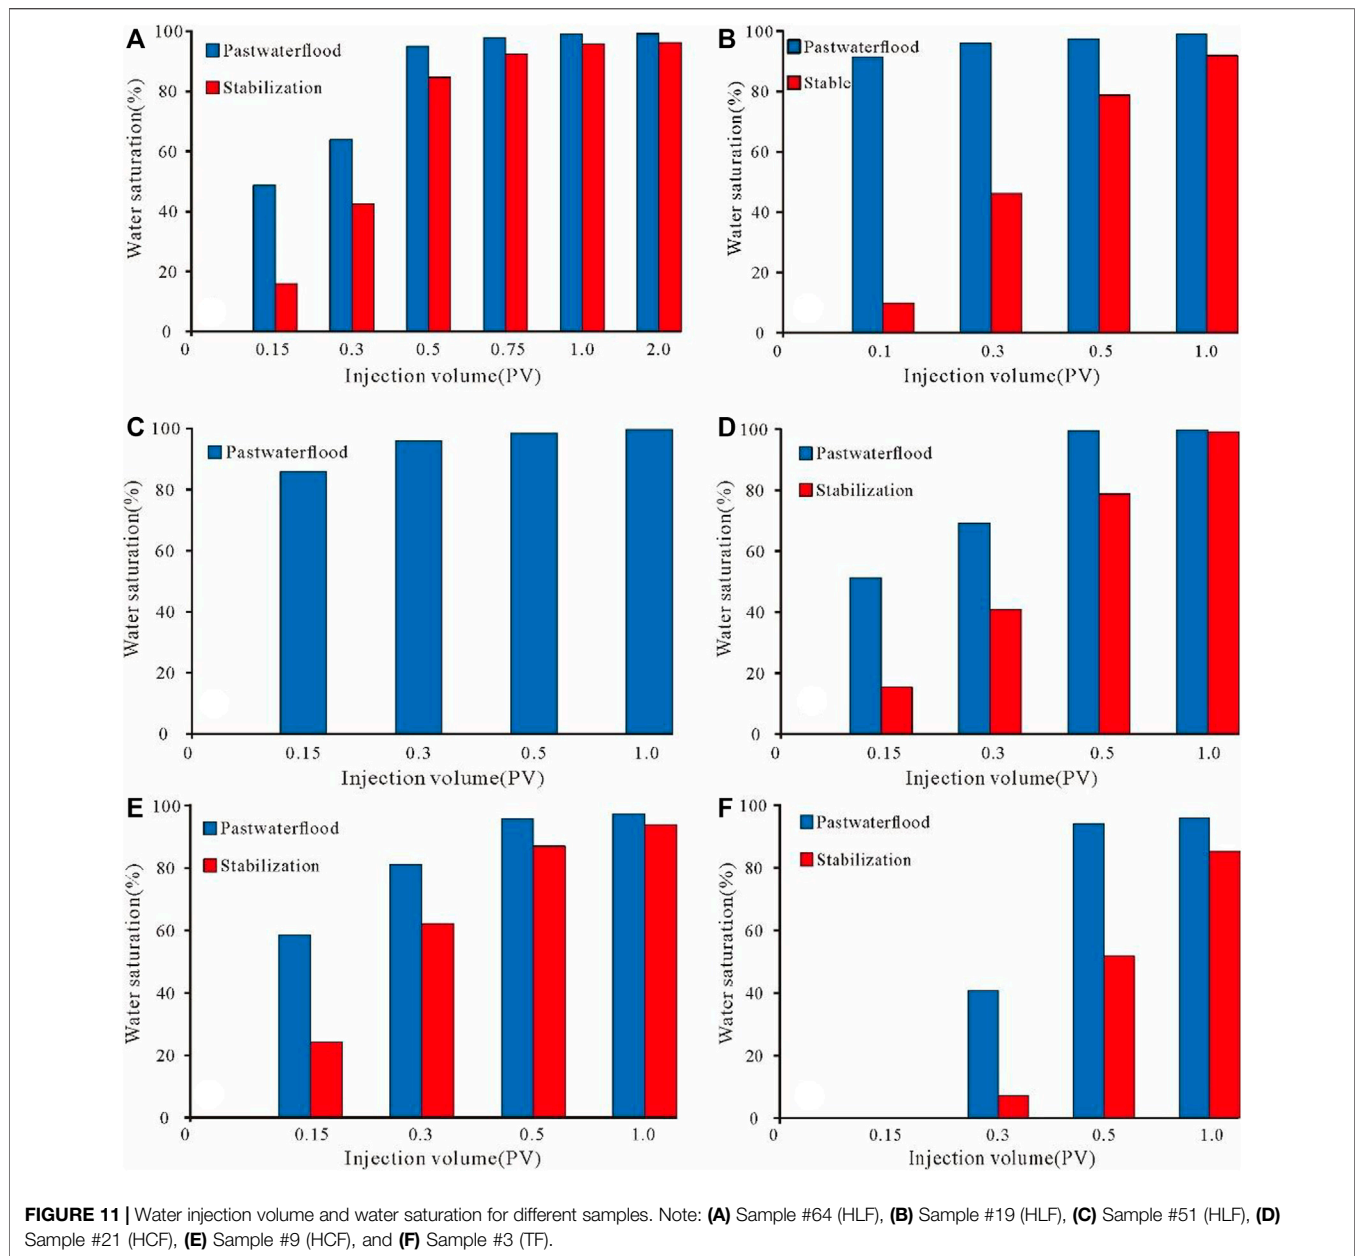 A
100
80
60
40
20
0
Water saturation(%)
Pastwaterflood
Stabilization
0 0.15 0.3 0.5 0.75 1.0 2.0
Injection volume(PV)
B
100
80
60
40
20
0
Water saturation(%)
Pastwaterflood
Stable
0 0.1 0.3 0.5 1.0
Injection volume(PV)
C
100
80
60
40
20
0
Water saturation(%)
Pastwaterflood
0 0.15 0.3 0.5 1.0
Injection volume(PV)
D
100
80
60
40
20
0
Water saturation(%)
Pastwaterflood
Stabilization
0 0.15 0.3 0.5 1.0
Injection volume(PV)
E
100
80
60
40
20
0
Water saturation(%)
Pastwaterflood
Stabilization
0 0.15 0.3 0.5 1.0
Injection volume(PV)
F
100
80
60
40
20
0
Water saturation(%)
Pastwaterflood
Stabilization
0 0.15 0.3 0.5 1.0
Injection volume(PV)
FIGURE 11 | Water injection volume and water saturation for different samples. Note: (A) Sample #64 (HLF), (B) Sample #19 (HLF), (C) Sample #51 (HLF), (D)
Sample #21 (HCF), (E) Sample #9 (HCF), and (F) Sample #3 (TF).